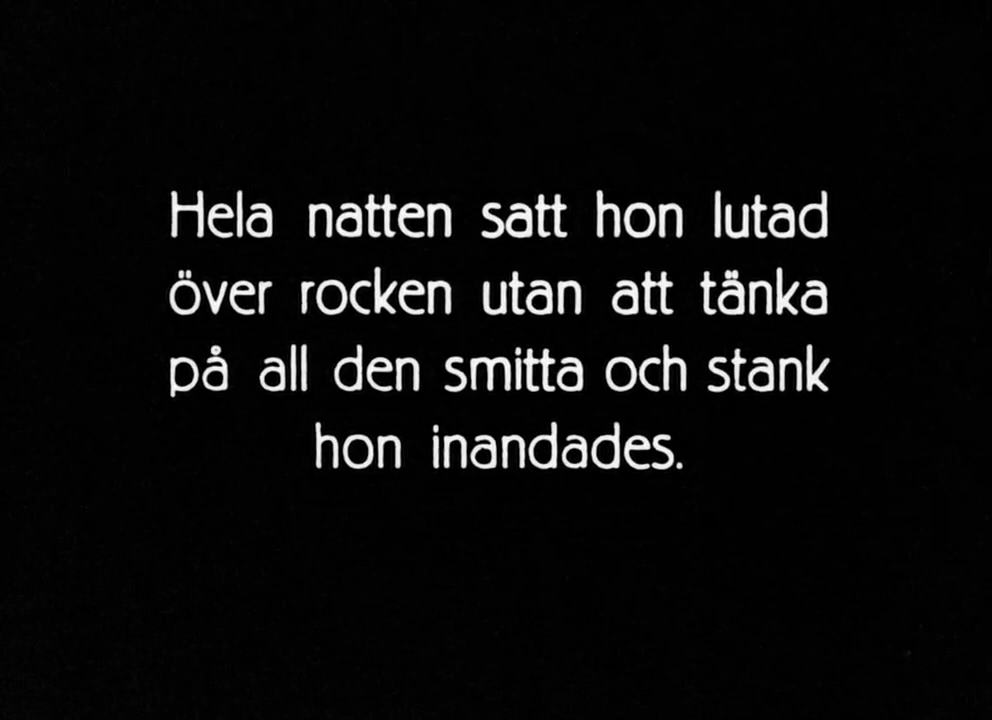 Hela natten satt hon lutad
över rocken utan att tänka
på all den smitta och stank
hon inandades.